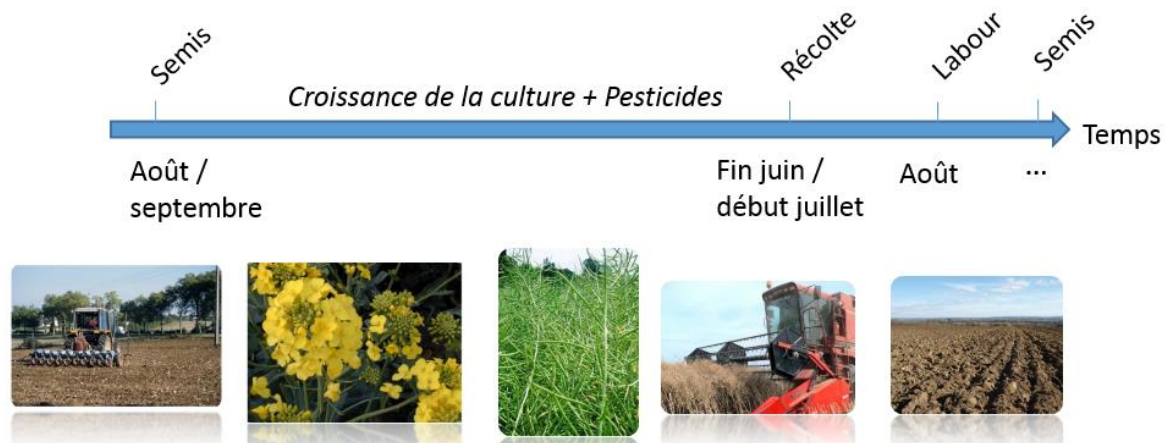 Semis
Récolte
Labour
Semis
Croissance de la culture + Pesticides
Temps
Août /
septembre
Fin juin /
début juillet
Août
...